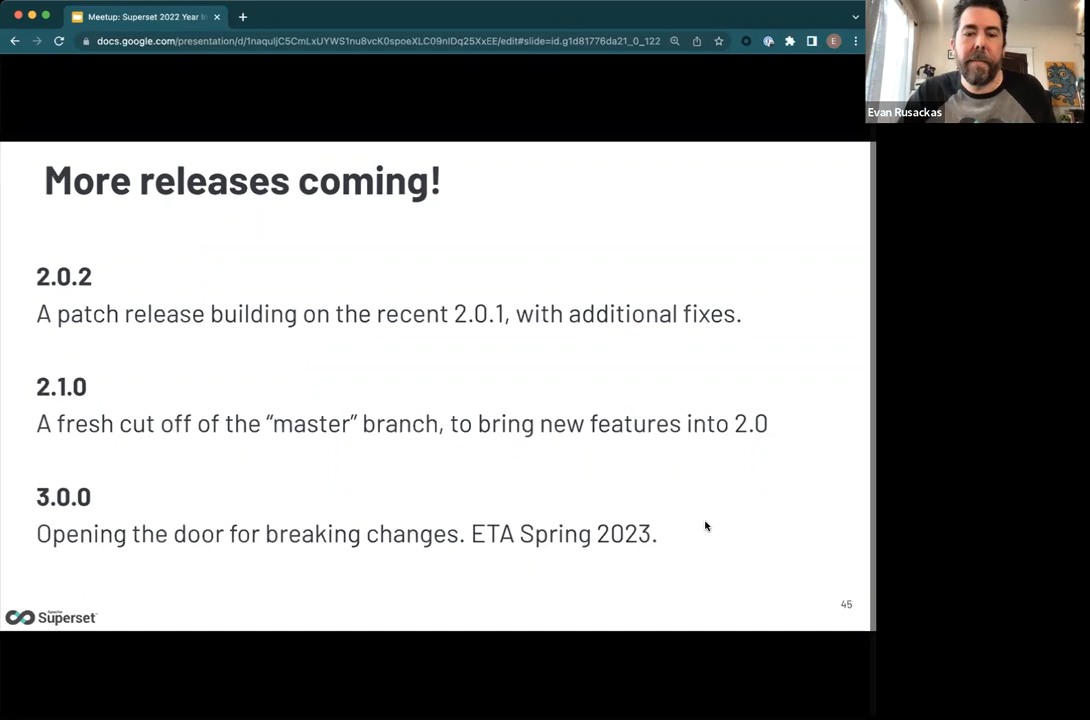 Meetup: Superset 2022 Year In
docs.google.com/presentation/d/1naquljC5CmLxUYWS1nu8vcK0spoeXLC09nIDq25XxEE/edit#slide=id.g1d81776da21_0_122
E
Evan Rusackas
More releases coming!
2.0.2
A patch release building on the recent 2.0.1, with additional fixes.
2.1.0
A fresh cut off of the “master” branch, to bring new features into 2.0
3.0.0
Opening the door for breaking changes. ETA Spring 2023.
45
Apache
Superset